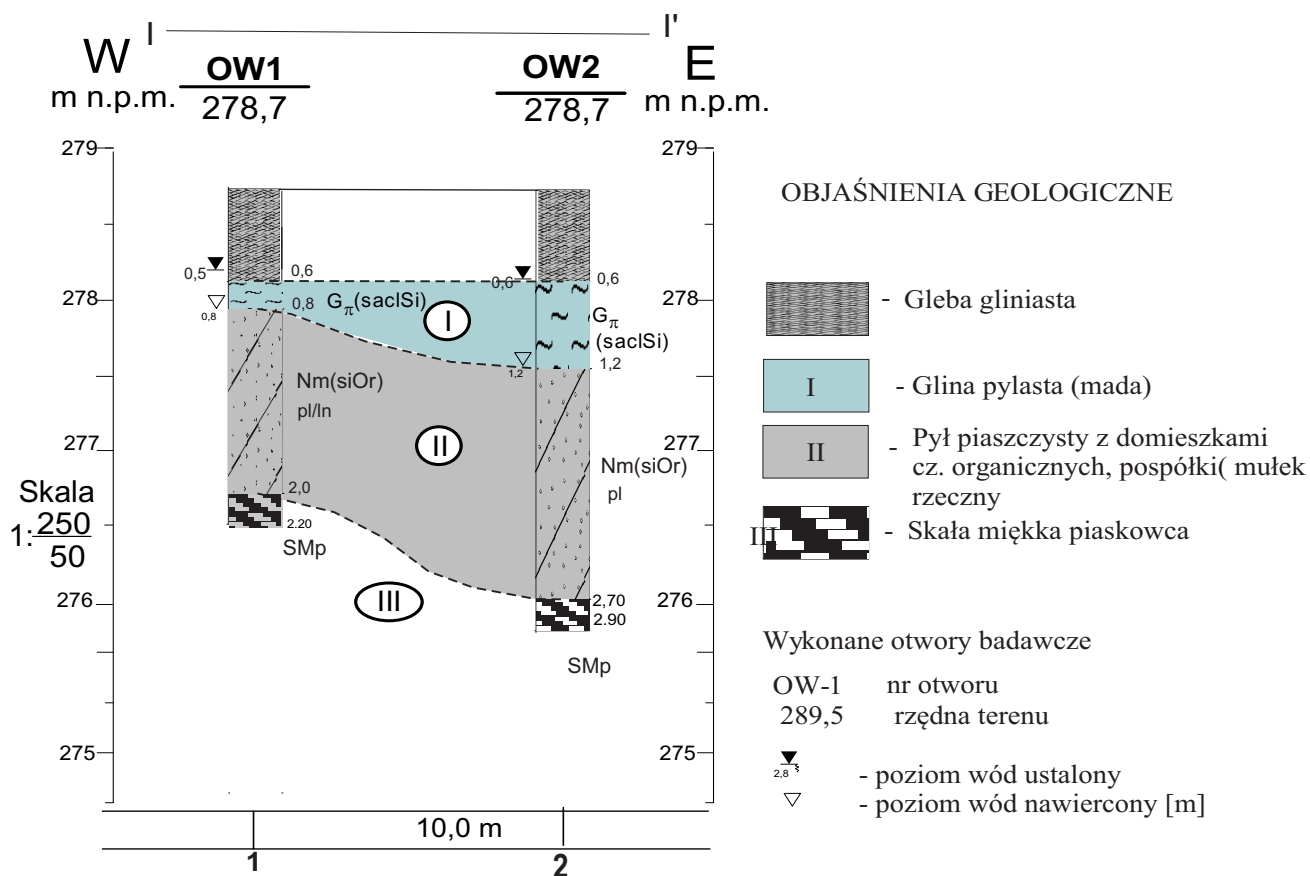 I I'
W OW1 OW2 E
m n.p.m. 278,7 278,7 m n.p.m.
279 279
OBJAŚNIENIA GEOLOGICZNE
0,5 0,6 0,6 0,6
278 0,8 0,8 Gπ(saclSi) I Gπ 278
(saclSi)
1,2 1,2
- Gleba gliniasta
I - Glina pylasta (mada)
II - Pył piaszczysty z domieszkami
cz. organicznych, pospółki( mułek
rzeczny
III - Skała miękka piaskowca
Nm(siOr)
pl/ln
277 II 277
Nm(siOr)
pl
Skala
1:250
50
2,0
2.20
SMp
276 III 276
2,70
2.90
SMp
275 275
Wykonane otwory badawcze
OW-1 nr otworu
289,5 rzędna terenu
2,8 - poziom wód ustalony
- poziom wód nawiercony [m]
10,0 m
1 2